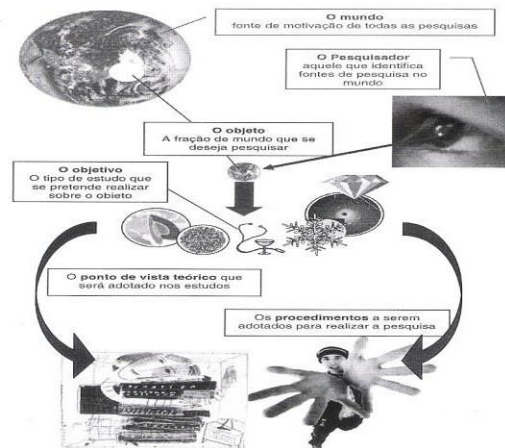 O mundo
fonte de motivação de todas as pesquisas
O Pesquisador
aquele que identifica
fontes de pesquisa no
mundo
O objeto
A fração de mundo que se
deseja pesquisar
O objetivo
O tipo de estudo que
se pretende realizar
sobre o objeto
O ponto de vista teórico que
será adotado nos estudos
Os procedimentos a serem
adotados para realizar a pesquisa